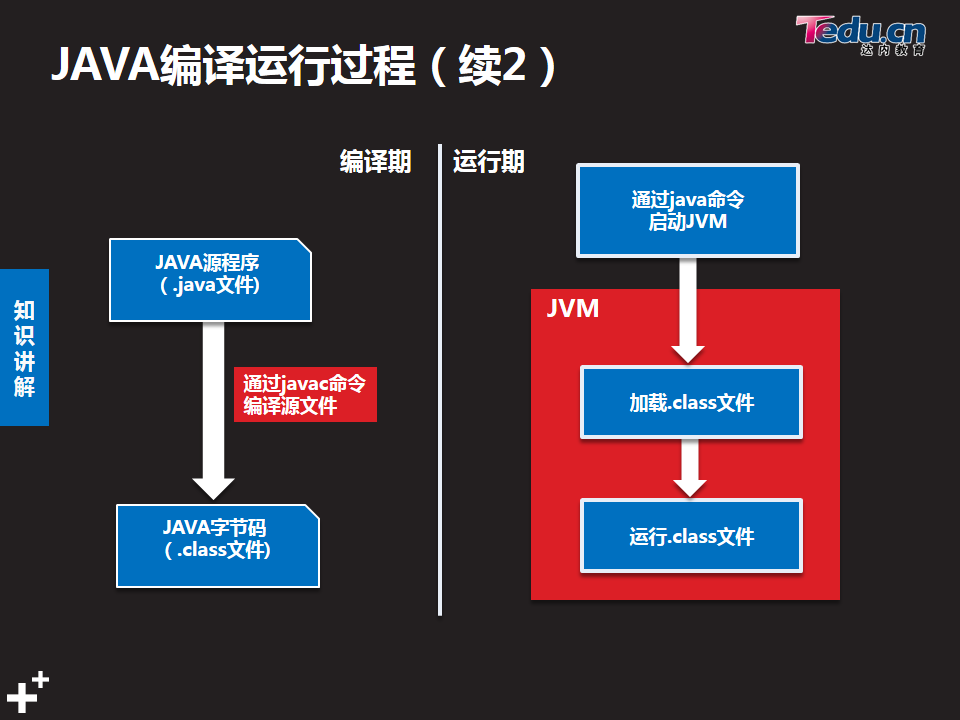 Tedu.cn
达内教育
JAVA编译运行过程（续2）
编译期
运行期
知识讲解
JAVA源程序
（.java文件)
通过javac命令
编译源文件
JAVA字节码
（.class文件)
通过java命令
启动JVM
JVM
加载.class文件
运行.class文件